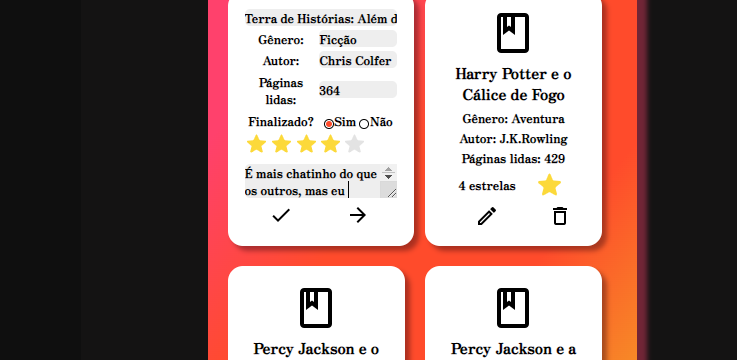 Terra de Histórias: Além d
Gênero: Ficção
Autor: Chris Colfer
Páginas
lidas: 364
Finalizado? Sim Não
É mais chatinho do que
os outros, mas eu
Harry Potter e o
Cálice de Fogo
Gênero: Aventura
Autor: J.K.Rowling
Páginas lidas: 429
4 estrelas
Percy Jackson e o
Percy Jackson e a